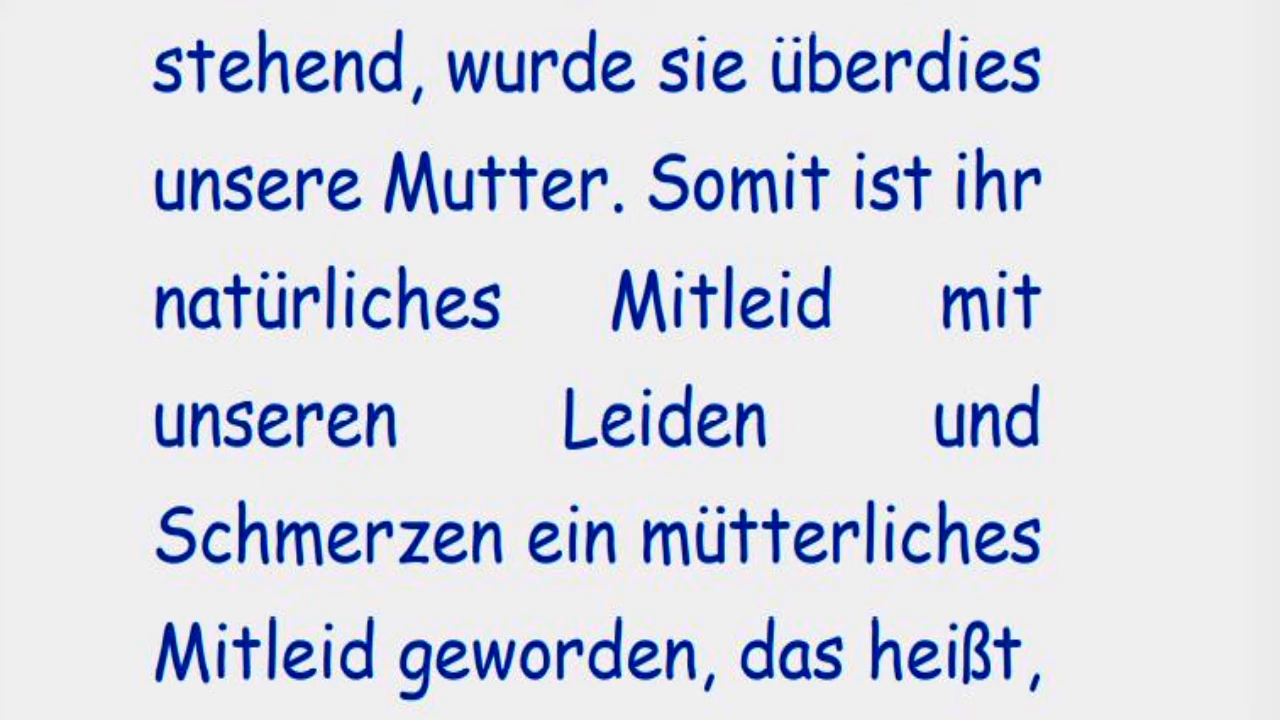 stehend, wurde sie überdies
unsere Mutter. Somit ist ihr
natürliches Mitleid mit
unseren Leiden und
Schmerzen ein mütterliches
Mitleid geworden, das heißt,